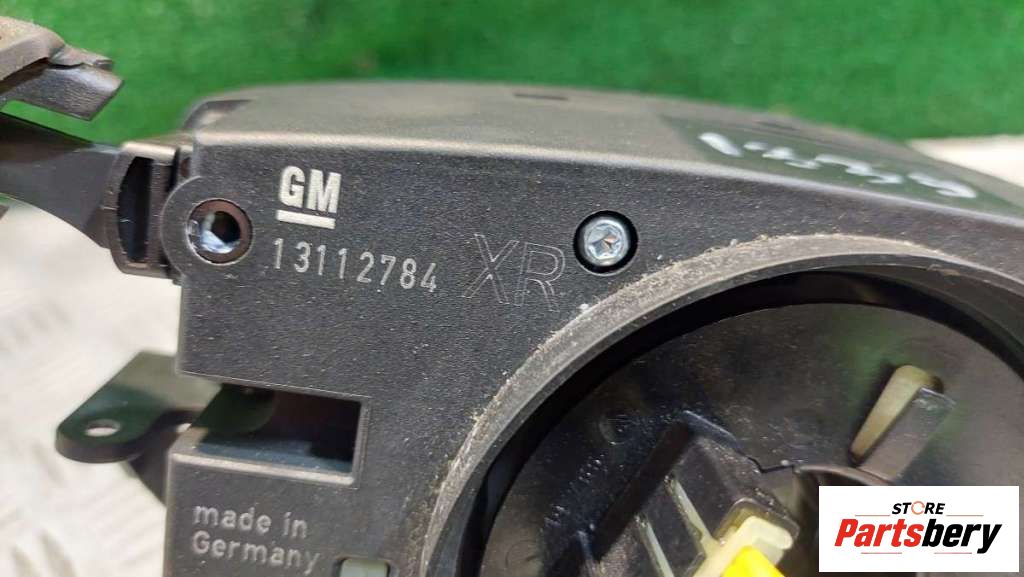 GM
13112784 XR
made in
Germany
STORE
Partsbery